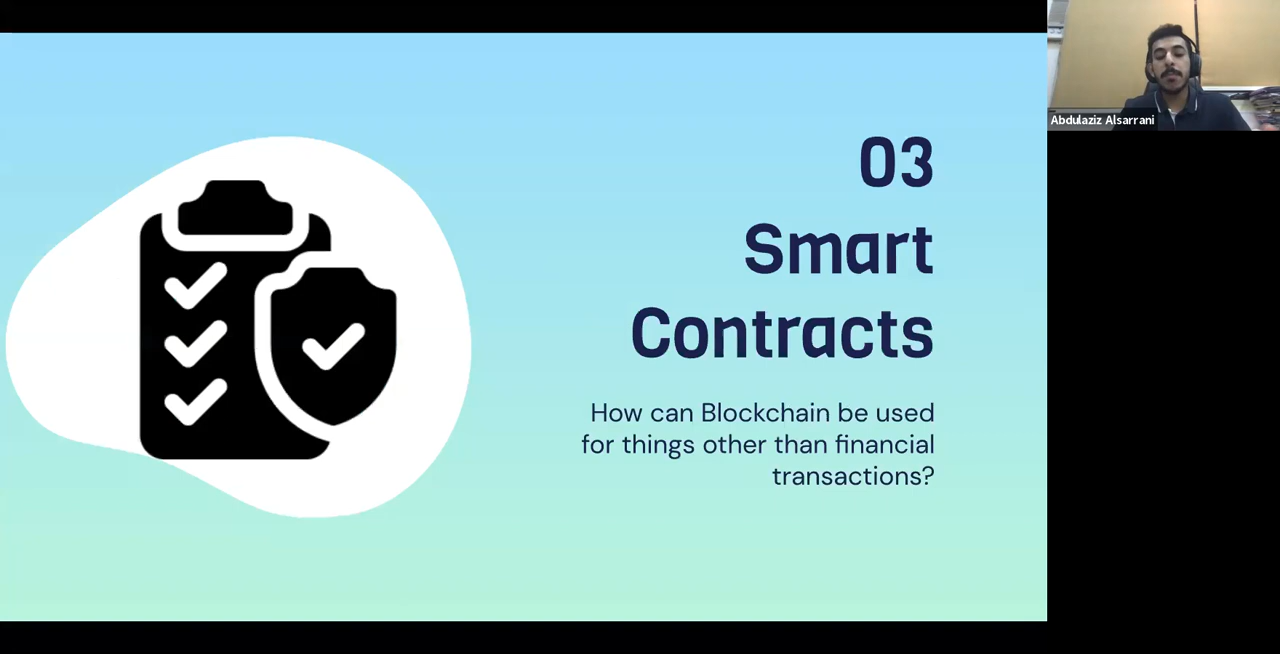 03
Smart
Contracts
How can Blockchain be used
for things other than financial
transactions?
Abdulaziz Alsarrani